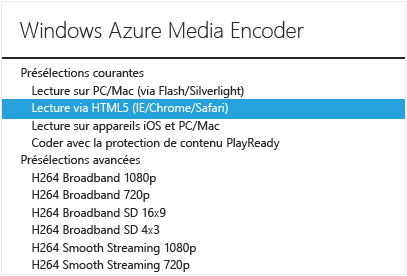 Windows Azure Media Encoder
Présélections courantes
Lecture sur PC/Mac (via Flash/Silverlight)
Lecture via HTML5 (IE/Chrome/Safari)
Lecture sur appareils iOS et PC/Mac
Coder avec la protection de contenu PlayReady
Présélections avancées
H264 Broadband 1080p
H264 Broadband 720p
H264 Broadband SD 16x9
H264 Broadband SD 4x3
H264 Smooth Streaming 1080p
H264 Smooth Streaming 720p